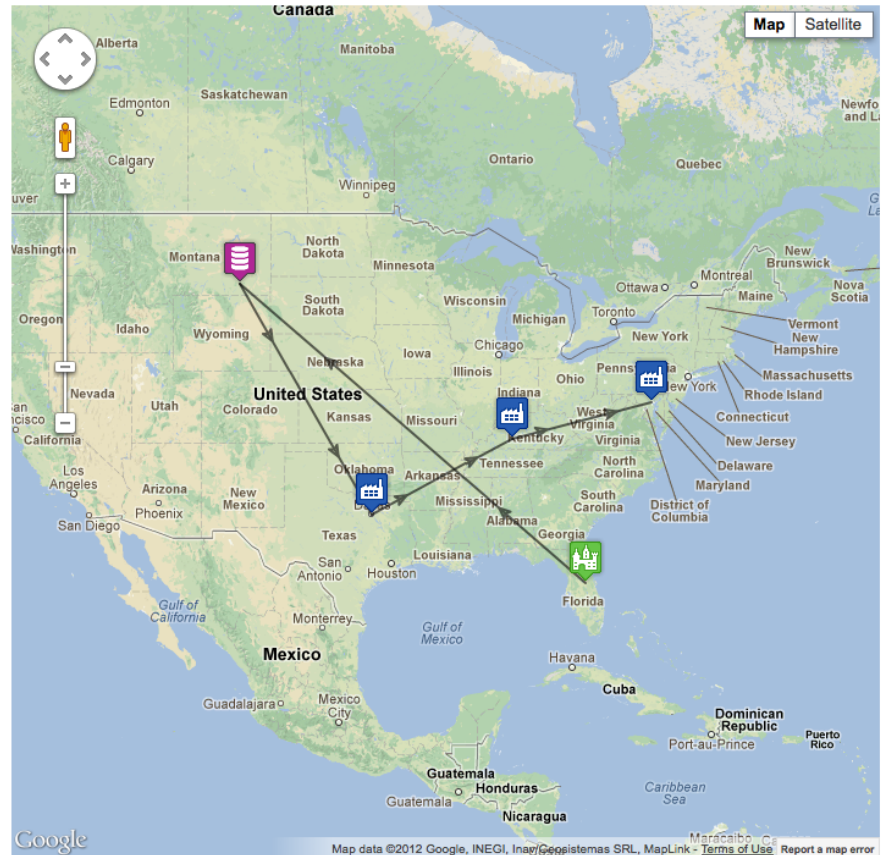 Canada
Map Satellite
Alberta
Manitoba
Saskatchewan
Edmonton
Newfo
and La
Calgary
Ontario
Quebec
Winnipeg
uver
Washington
Montana
North
Dakota
Minnesota
New
Brunswick
Ottawa
Montreal
Maine
Nova
Scotia
South
Dakota
Wisconsin
Michigan
Toronto
Vermont
New
Hampshire
Oregon
Idaho
Wyoming
New York
Chicago
Iowa
Nebraska
Massachusetts
Illinois
Indiana
Ohio
Rhode Island
Nevada
Utah
Colorado
United States
Kansas
Missouri
West
Virginia
Virginia
Kentucky
Connecticut
New Jersey
California
Delaware
Maryland
District of
Columbia
Los
Angeles
San Diego
Arizona
Phoenix
New
Mexico
Oklahoma
Arkansas
Tennessee
North
Carolina
South
Carolina
Mississippi
Alabama
Georgia
Texas
San
Antonio
Houston
Louisiana
Florida
Gulf of
California
Monterrey
Gulf of
Mexico
Mexico
Havana
Cuba
Guadalajara
Mexico
City
Dominican
Republic
Port-au-Prince
Puerto
Rico
Guatemala
Honduras
Guatemala
Nicaragua
Caribbean
Sea
Maracaibo
Google
Map data ©2012 Google, INEGI, Inav/Geosistemas SRL, MapLink - Terms of Use Report a map error